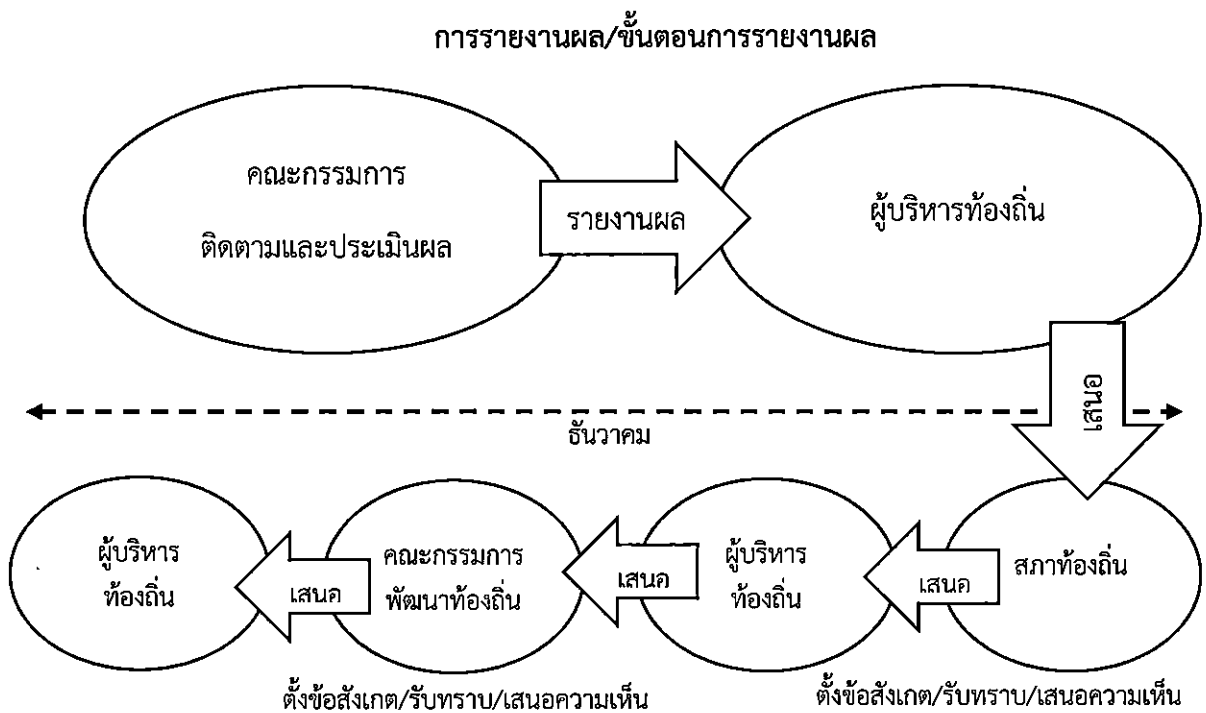 การรายงานผล/ขั้นตอนการรายงานผล
คณะกรรมการ
ติดตามและประเมินผล
รายงานผล
ผู้บริหารท้องถิ่น
เสนอ
ธันวาคม
ผู้บริหาร
ท้องถิ่น
เสนอ
คณะกรรมการ
พัฒนาท้องถิ่น
เสนอ
ผู้บริหาร
ท้องถิ่น
เสนอ
สภาท้องถิ่น
ตั้งข้อสังเกต/รับทราบ/เสนอความเห็น
ตั้งข้อสังเกต/รับทราบ/เสนอความเห็น